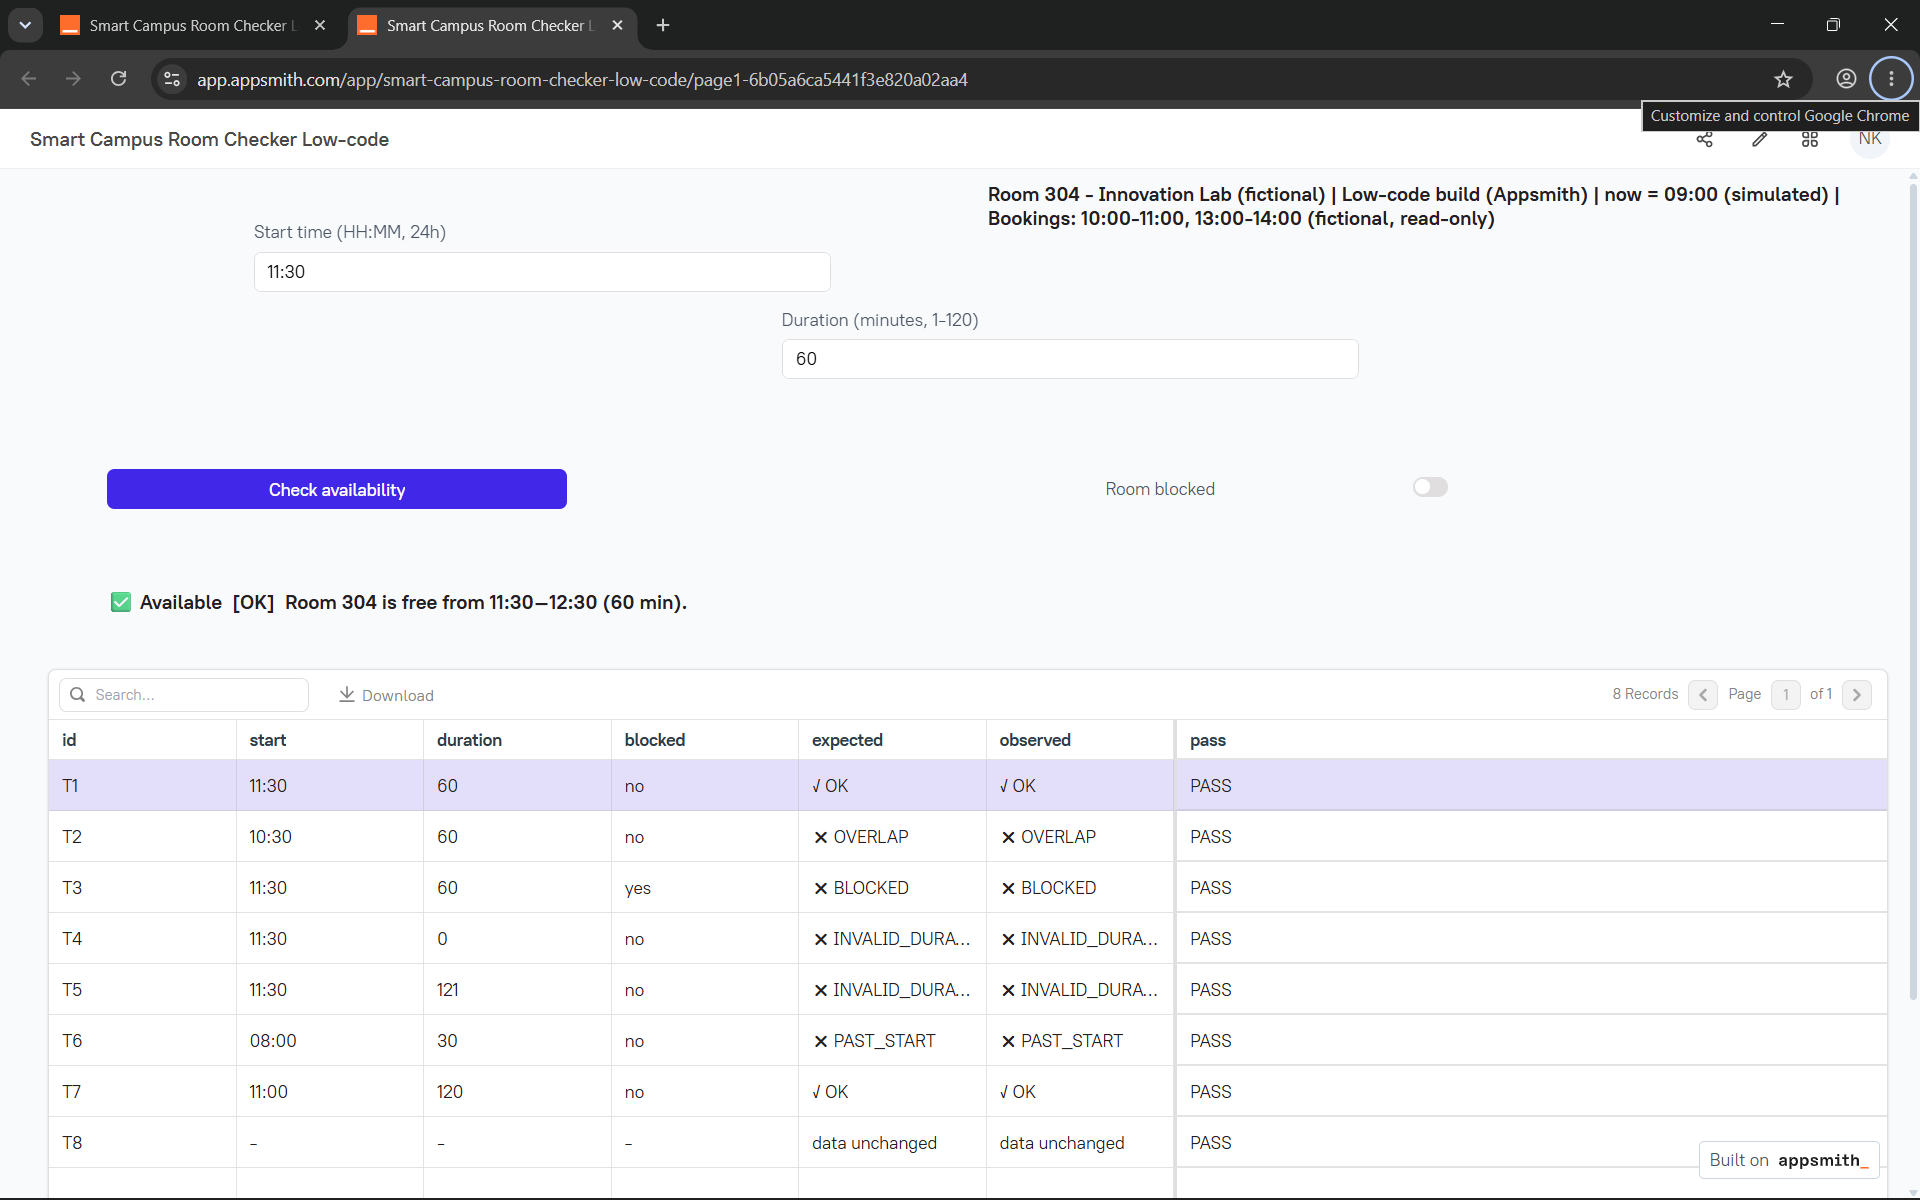 Smart Campus Room Checker L
Smart Campus Room Checker L
app.appsmith.com/app/smart-campus-room-checker-low-code/page1-6b05a6ca5441f3e820a02aa4
Customize and control Google Chrome
Smart Campus Room Checker Low-code
NK
Room 304 - Innovation Lab (fictional) | Low-code build (Appsmith) | now = 09:00 (simulated) |
Bookings: 10:00-11:00, 13:00-14:00 (fictional, read-only)
Start time (HH:MM, 24h)
11:30
Duration (minutes, 1-120)
60
Check availability
Room blocked
✅ Available [OK] Room 304 is free from 11:30–12:30 (60 min).
Search...
Download
8 Records
Page 1 of 1
id start duration blocked expected observed pass
T1 11:30 60 no √ OK √ OK PASS
T2 10:30 60 no ✕ OVERLAP ✕ OVERLAP PASS
T3 11:30 60 yes ✕ BLOCKED ✕ BLOCKED PASS
T4 11:30 0 no ✕ INVALID_DURA... ✕ INVALID_DURA... PASS
T5 11:30 121 no ✕ INVALID_DURA... ✕ INVALID_DURA... PASS
T6 08:00 30 no ✕ PAST_START ✕ PAST_START PASS
T7 11:00 120 no √ OK √ OK PASS
T8 - - - data unchanged data unchanged PASS
Built on appsmith_